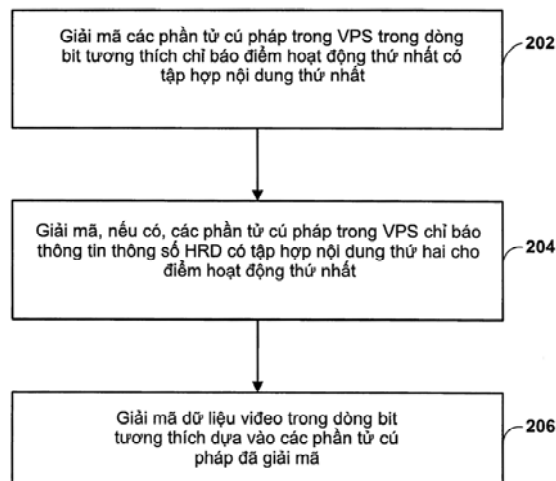 Giải mã các phần tử cú pháp trong VPS trong dòng
bit tương thích chỉ báo điểm hoạt động thứ nhất có
tập hợp nội dung thứ nhất
202
Giải mã, nếu có, các phần tử cú pháp trong VPS chỉ báo
thông tin thông số HRD có tập hợp nội dung thứ hai cho
điểm hoạt động thứ nhất
204
Giải mã dữ liệu viđeo trong dòng bit
tương thích dựa vào các phần tử cú
pháp đã giải mã
206